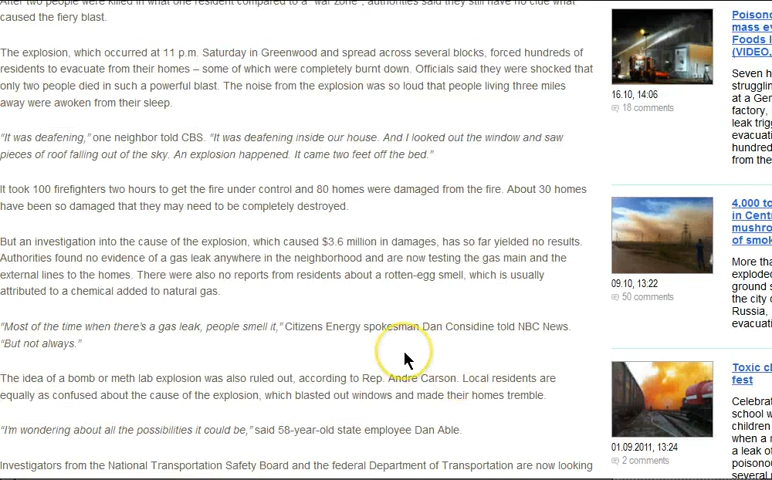 After two people were killed in what one resident compared to a "war zone", authorities said they still have no clue what
caused the fiery blast.
The explosion, which occurred at 11 p.m. Saturday in Greenwood and spread across several blocks, forced hundreds of
residents to evacuate from their homes – some of which were completely burnt down. Officials said they were shocked that
only two people died in such a powerful blast. The noise from the explosion was so loud that people living three miles
away were awoken from their sleep.
"It was deafening," one neighbor told CBS. "It was deafening inside our house. And I looked out the window and saw
pieces of roof falling out of the sky. An explosion happened. It came two feet off the bed."
It took 100 firefighters two hours to get the fire under control and 80 homes were damaged from the fire. About 30 homes
have been so damaged that they may need to be completely destroyed.
But an investigation into the cause of the explosion, which caused $3.6 million in damages, has so far yielded no results.
Authorities found no evidence of a gas leak anywhere in the neighborhood and are now testing the gas main and the
external lines to the homes. There were also no reports from residents about a rotten-egg smell, which is usually
attributed to a chemical added to natural gas.
"Most of the time when there's a gas leak, people smell it," Citizens Energy spokesman Dan Considine told NBC News.
"But not always."
The idea of a bomb or meth lab explosion was also ruled out, according to Rep. Andre Carson. Local residents are
equally as confused about the cause of the explosion, which blasted out windows and made their homes tremble.
"I'm wondering about all the possibilities it could be," said 58-year-old state employee Dan Able.
Investigators from the National Transportation Safety Board and the federal Department of Transportation are now looking
Poisono
mass ev
Foods l
(VIDEO,
16.10, 14:06
18 comments
Seven h
struggli
at a Ger
factory,
leak trig
evacuati
hundred
from the
4,000 to
in Centr
mushro
of smok
09.10, 13:22
50 comments
More tha
exploded
ground s
the city o
Russia,
evacuati
Toxic cl
fest
01.09.2011, 13:24
2 comments
Celebrat
school w
children
when a r
a leak of
poisonou
several